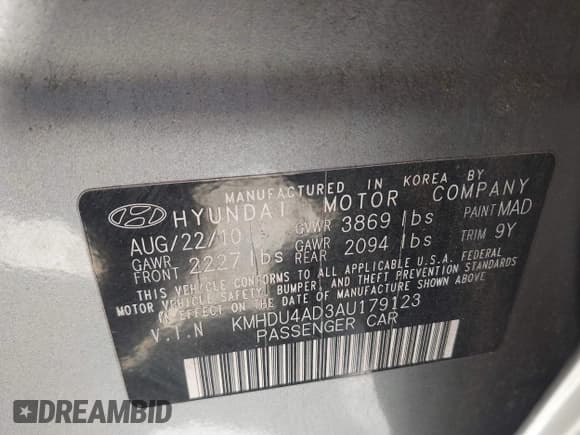 MANUFACTURED IN KOREA BY
HYUNDAI MOTOR COMPANY
AUG/22/10 GVWR 3869 lbs PAINT MAD
GAWR FRONT 2227 lbs GAWR REAR 2094 lbs TRIM 9Y
THIS VEHICLE CONFORMS TO ALL APPLICABLE U.S.A. FEDERAL
MOTOR VEHICLE SAFETY, BUMPER, AND THEFT PREVENTION STANDARDS
IN EFFECT ON THE DATE OF MANUFACTURE SHOWN ABOVE.
V.I.N KMHDU4AD3AU179123
PASSENGER CAR
DREAMBID